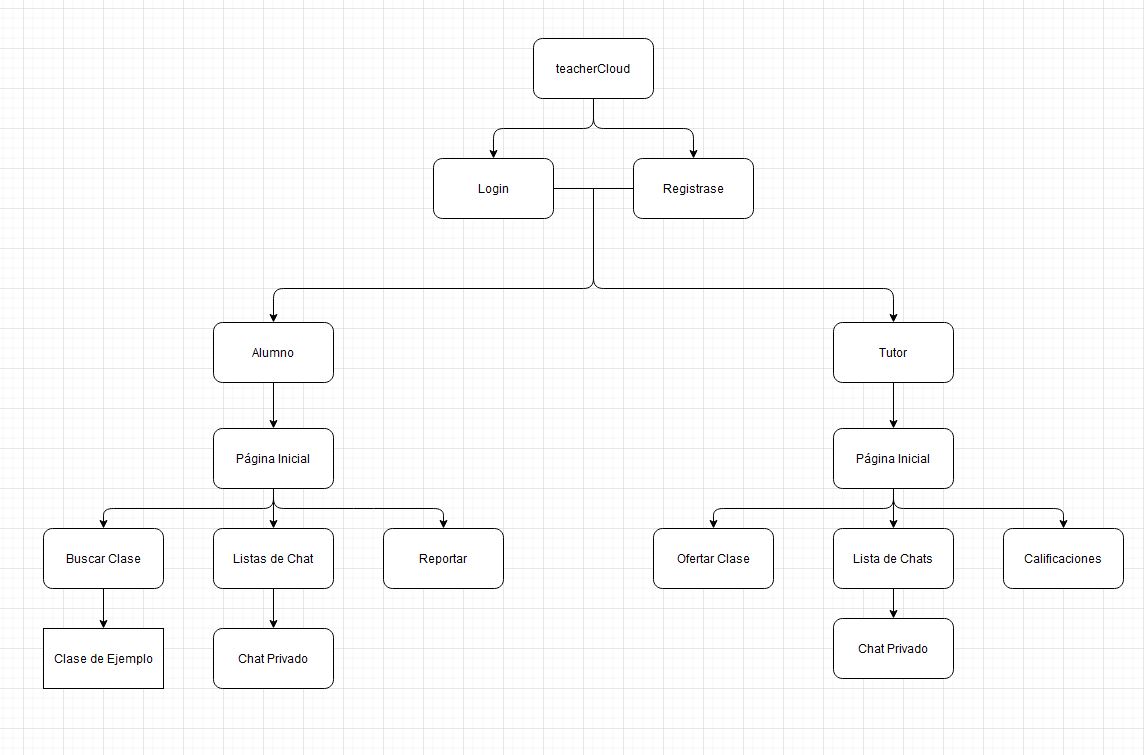 teacherCloud
Login
Registrase
Alumno
Tutor
Página Inicial
Página Inicial
Buscar Clase
Listas de Chat
Reportar
Ofertar Clase
Lista de Chats
Calificaciones
Clase de Ejemplo
Chat Privado
Chat Privado